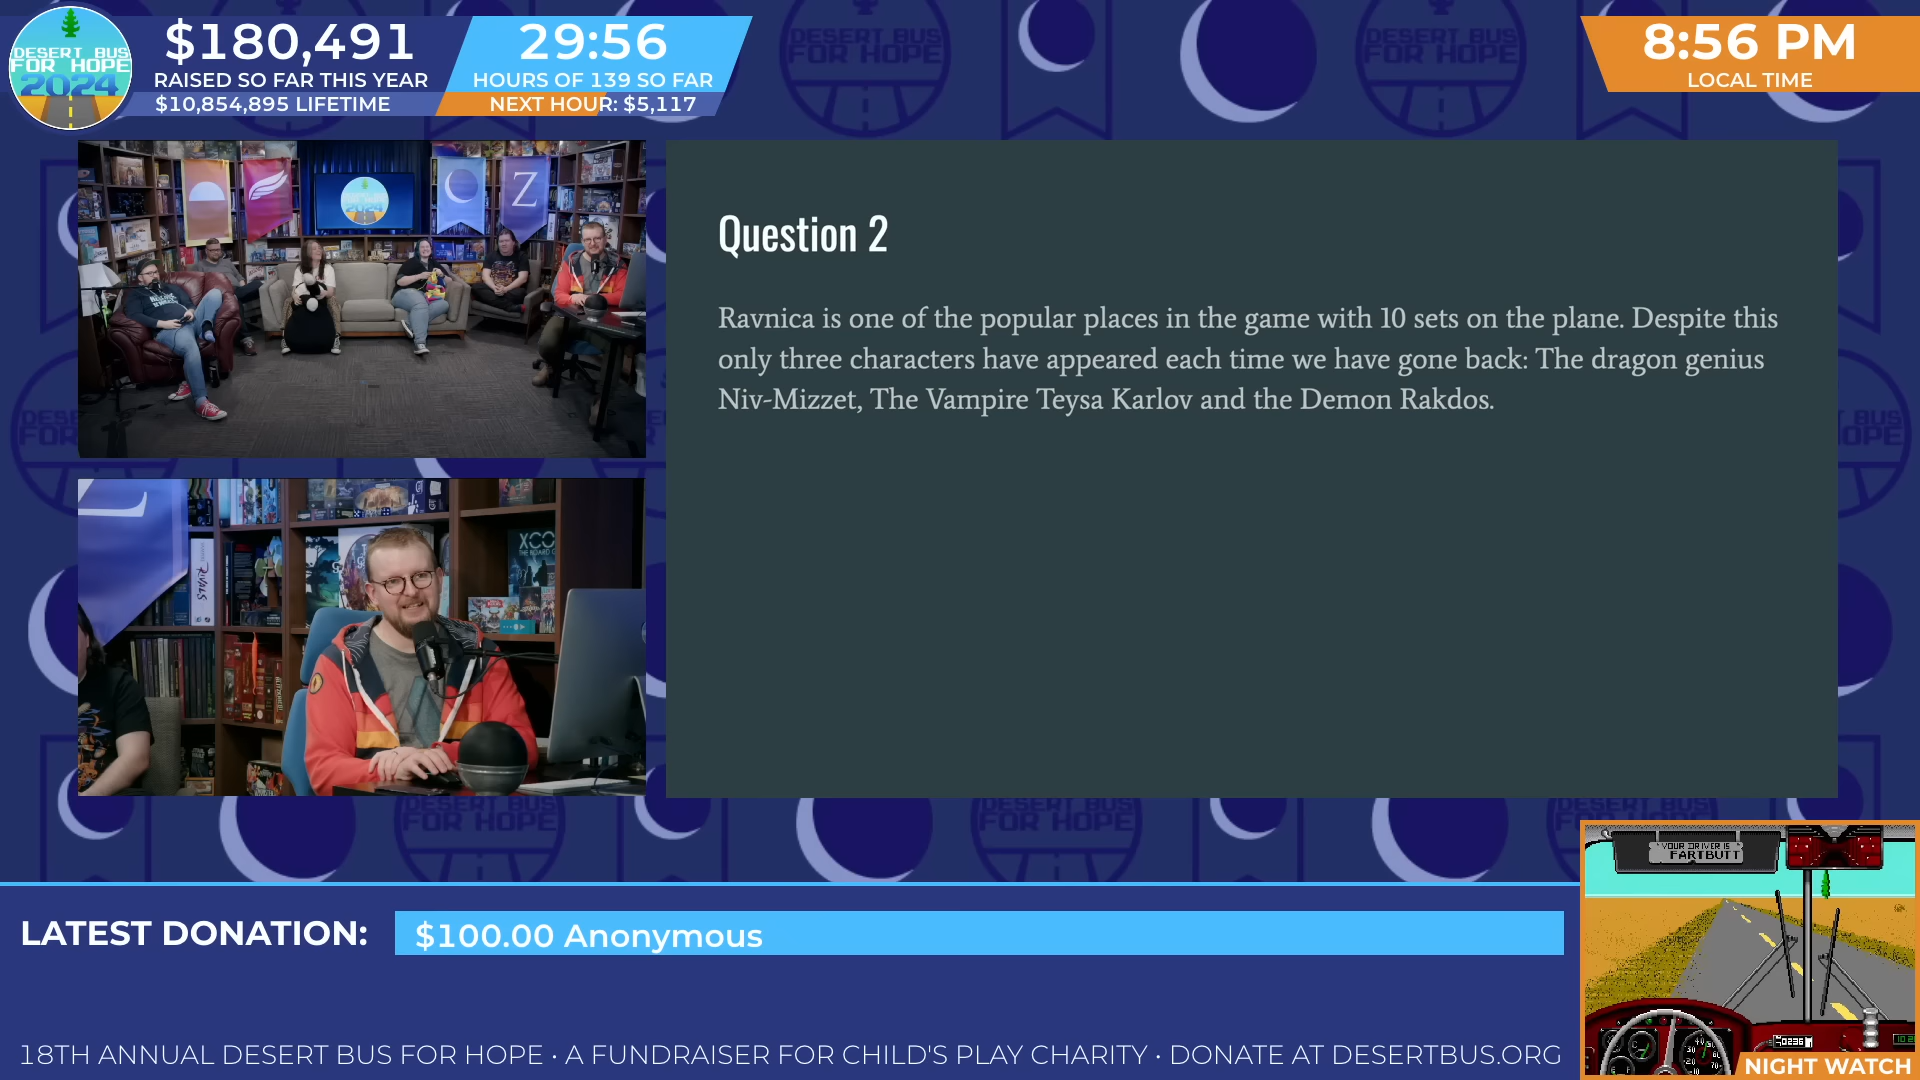 DESERT BUS
FOR HOPE
2024
$180,491
RAISED SO FAR THIS YEAR
$10,854,895 LIFETIME
29:56
HOURS OF 139 SO FAR
NEXT HOUR: $5,117
8:56 PM
LOCAL TIME
Z
Question 2
Ravnica is one of the popular places in the game with 10 sets on the plane. Despite this
only three characters have appeared each time we have gone back: The dragon genius
Niv-Mizzet, The Vampire Teysa Karlov and the Demon Rakdos.
RIVALS
XCO
THE BOARD G
YOUR DRIVER IS
FARTBUTT
LATEST DONATION:
$100.00 Anonymous
NIGHT WATCH
18TH ANNUAL DESERT BUS FOR HOPE • A FUNDRAISER FOR CHILD'S PLAY CHARITY • DONATE AT DESERTBUS.ORG